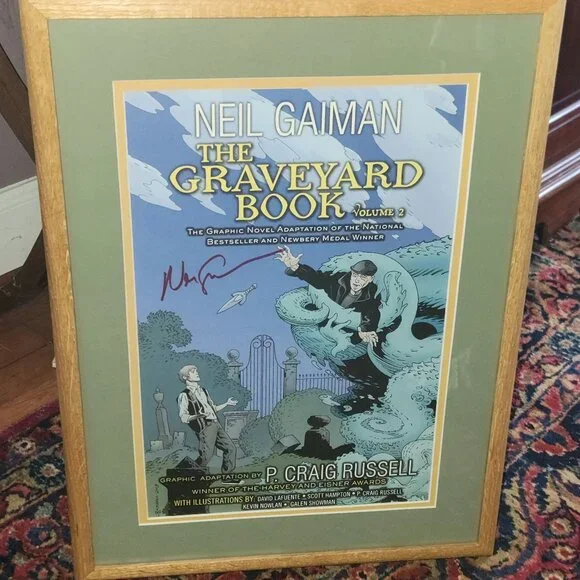 NEIL GAIMAN
THE
GRAVEYARD
BOOK VOLUME 2
THE GRAPHIC NOVEL ADAPTATION OF THE NATIONAL
BESTSELLER AND NEWBERY MEDAL WINNER
GRAPHIC ADAPTATION BY P. CRAIG RUSSELL
WINNER OF THE HARVEY AND EISNER AWARDS
WITH ILLUSTRATIONS BY: DAVID LAFUENTE • SCOTT HAMPTON • P. CRAIG RUSSELL
KEVIN NOWLAN • GALEN SHOWMAN